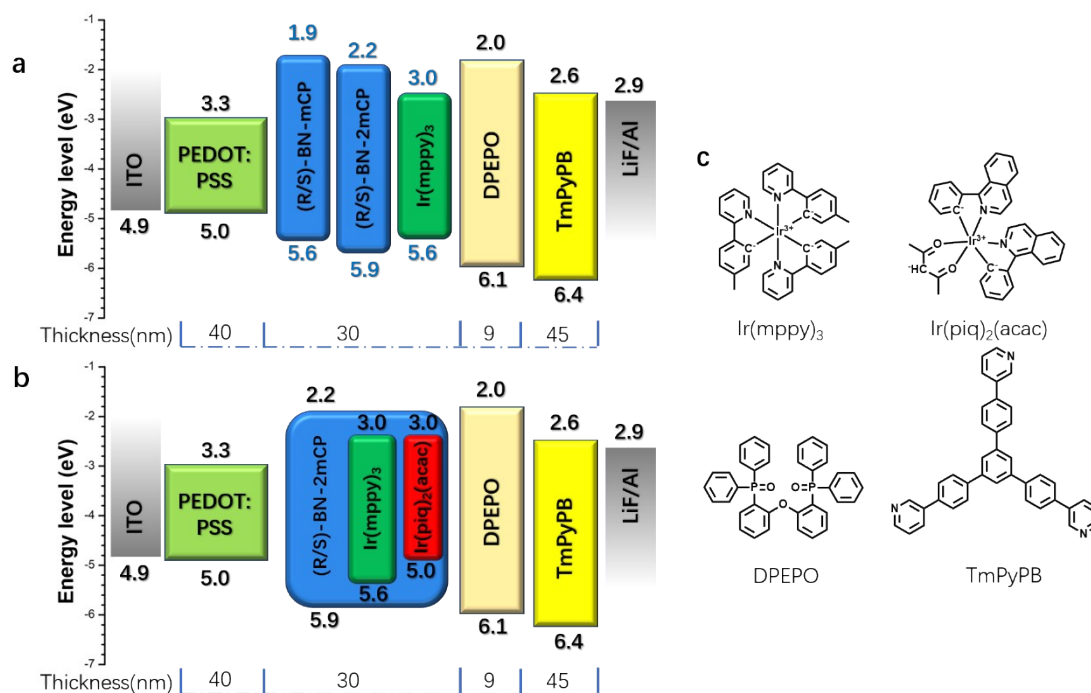 a
Energy level (eV)
-1
-2
-3
-4
-5
-6
-7
ITO
4.9
3.3
PEDOT:
PSS
5.0
1.9
(R/S)-BN-mCP
5.6
2.2
(R/S)-BN-2mCP
5.9
3.0
Ir(mppy)₃
5.6
2.0
DPEPO
6.1
2.6
TmPyPB
6.4
2.9
LiF/Al
Thickness(nm) 40 30 9 45
b
Energy level (eV)
-1
-2
-3
-4
-5
-6
-7
ITO
4.9
3.3
PEDOT:
PSS
5.0
2.2
(R/S)-BN-2mCP
5.9
3.0
Ir(mppy)₃
5.6
3.0
Ir(piq)₂(acac)
5.0
2.0
DPEPO
6.1
2.6
TmPyPB
6.4
2.9
LiF/Al
Thickness(nm) 40 30 9 45
c
N
N
N
C⁻
C⁻
C⁻
Ir³⁺
Ir(mppy)₃
C⁻
N
O
Ir³⁺
N
⁻HC
O
C⁻
Ir(piq)₂(acac)
P=O
O=P
O
DPEPO
N
N
N
TmPyPB